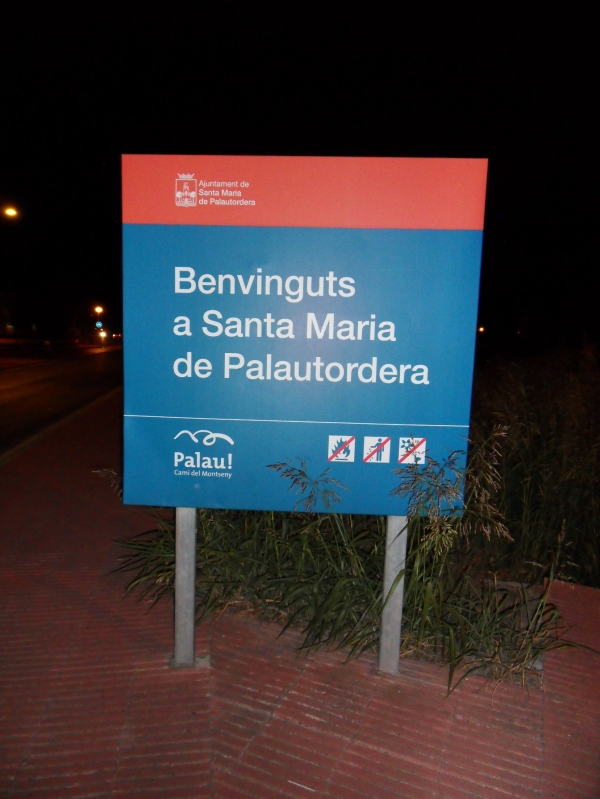 Ajuntament de
Santa Maria
de Palautordera
Benvinguts
a Santa Maria
de Palautordera
Palau!
Camí del Montseny